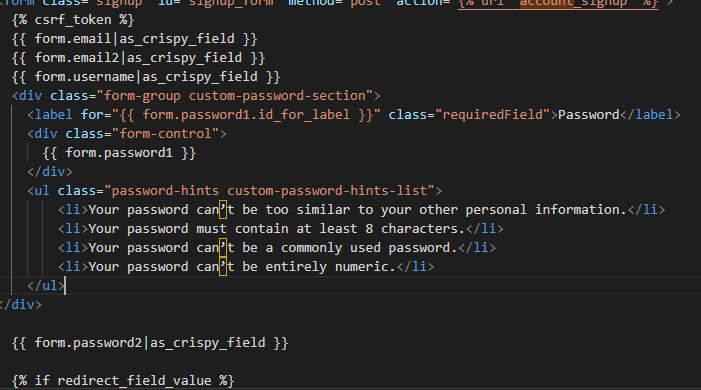 <form class="signup" id="signup_form" method="post" action="{% url 'account_signup' %}">
{% csrf_token %}
{{ form.email|as_crispy_field }}
{{ form.email2|as_crispy_field }}
{{ form.username|as_crispy_field }}
<div class="form-group custom-password-section">
<label for="{{ form.password1.id_for_label }}" class="requiredField">Password</label>
<div class="form-control">
{{ form.password1 }}
</div>
<ul class="password-hints custom-password-hints-list">
<li>Your password can’t be too similar to your other personal information.</li>
<li>Your password must contain at least 8 characters.</li>
<li>Your password can’t be a commonly used password.</li>
<li>Your password can’t be entirely numeric.</li>
</ul>
</div>
{{ form.password2|as_crispy_field }}
{% if redirect_field_value %}